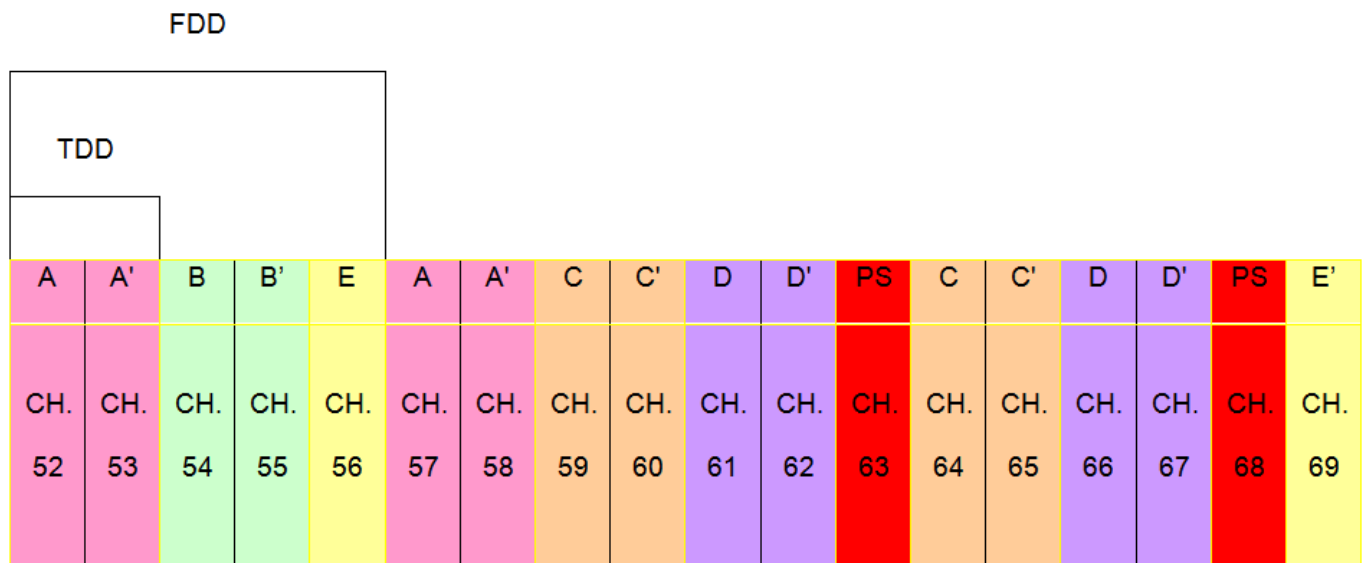 FDD
TDD
A A' B B’ E A A' C C' D D' PS C C' D D' PS E’
CH. CH. CH. CH. CH. CH. CH. CH. CH. CH. CH. CH. CH. CH. CH. CH. CH. CH.
52 53 54 55 56 57 58 59 60 61 62 63 64 65 66 67 68 69